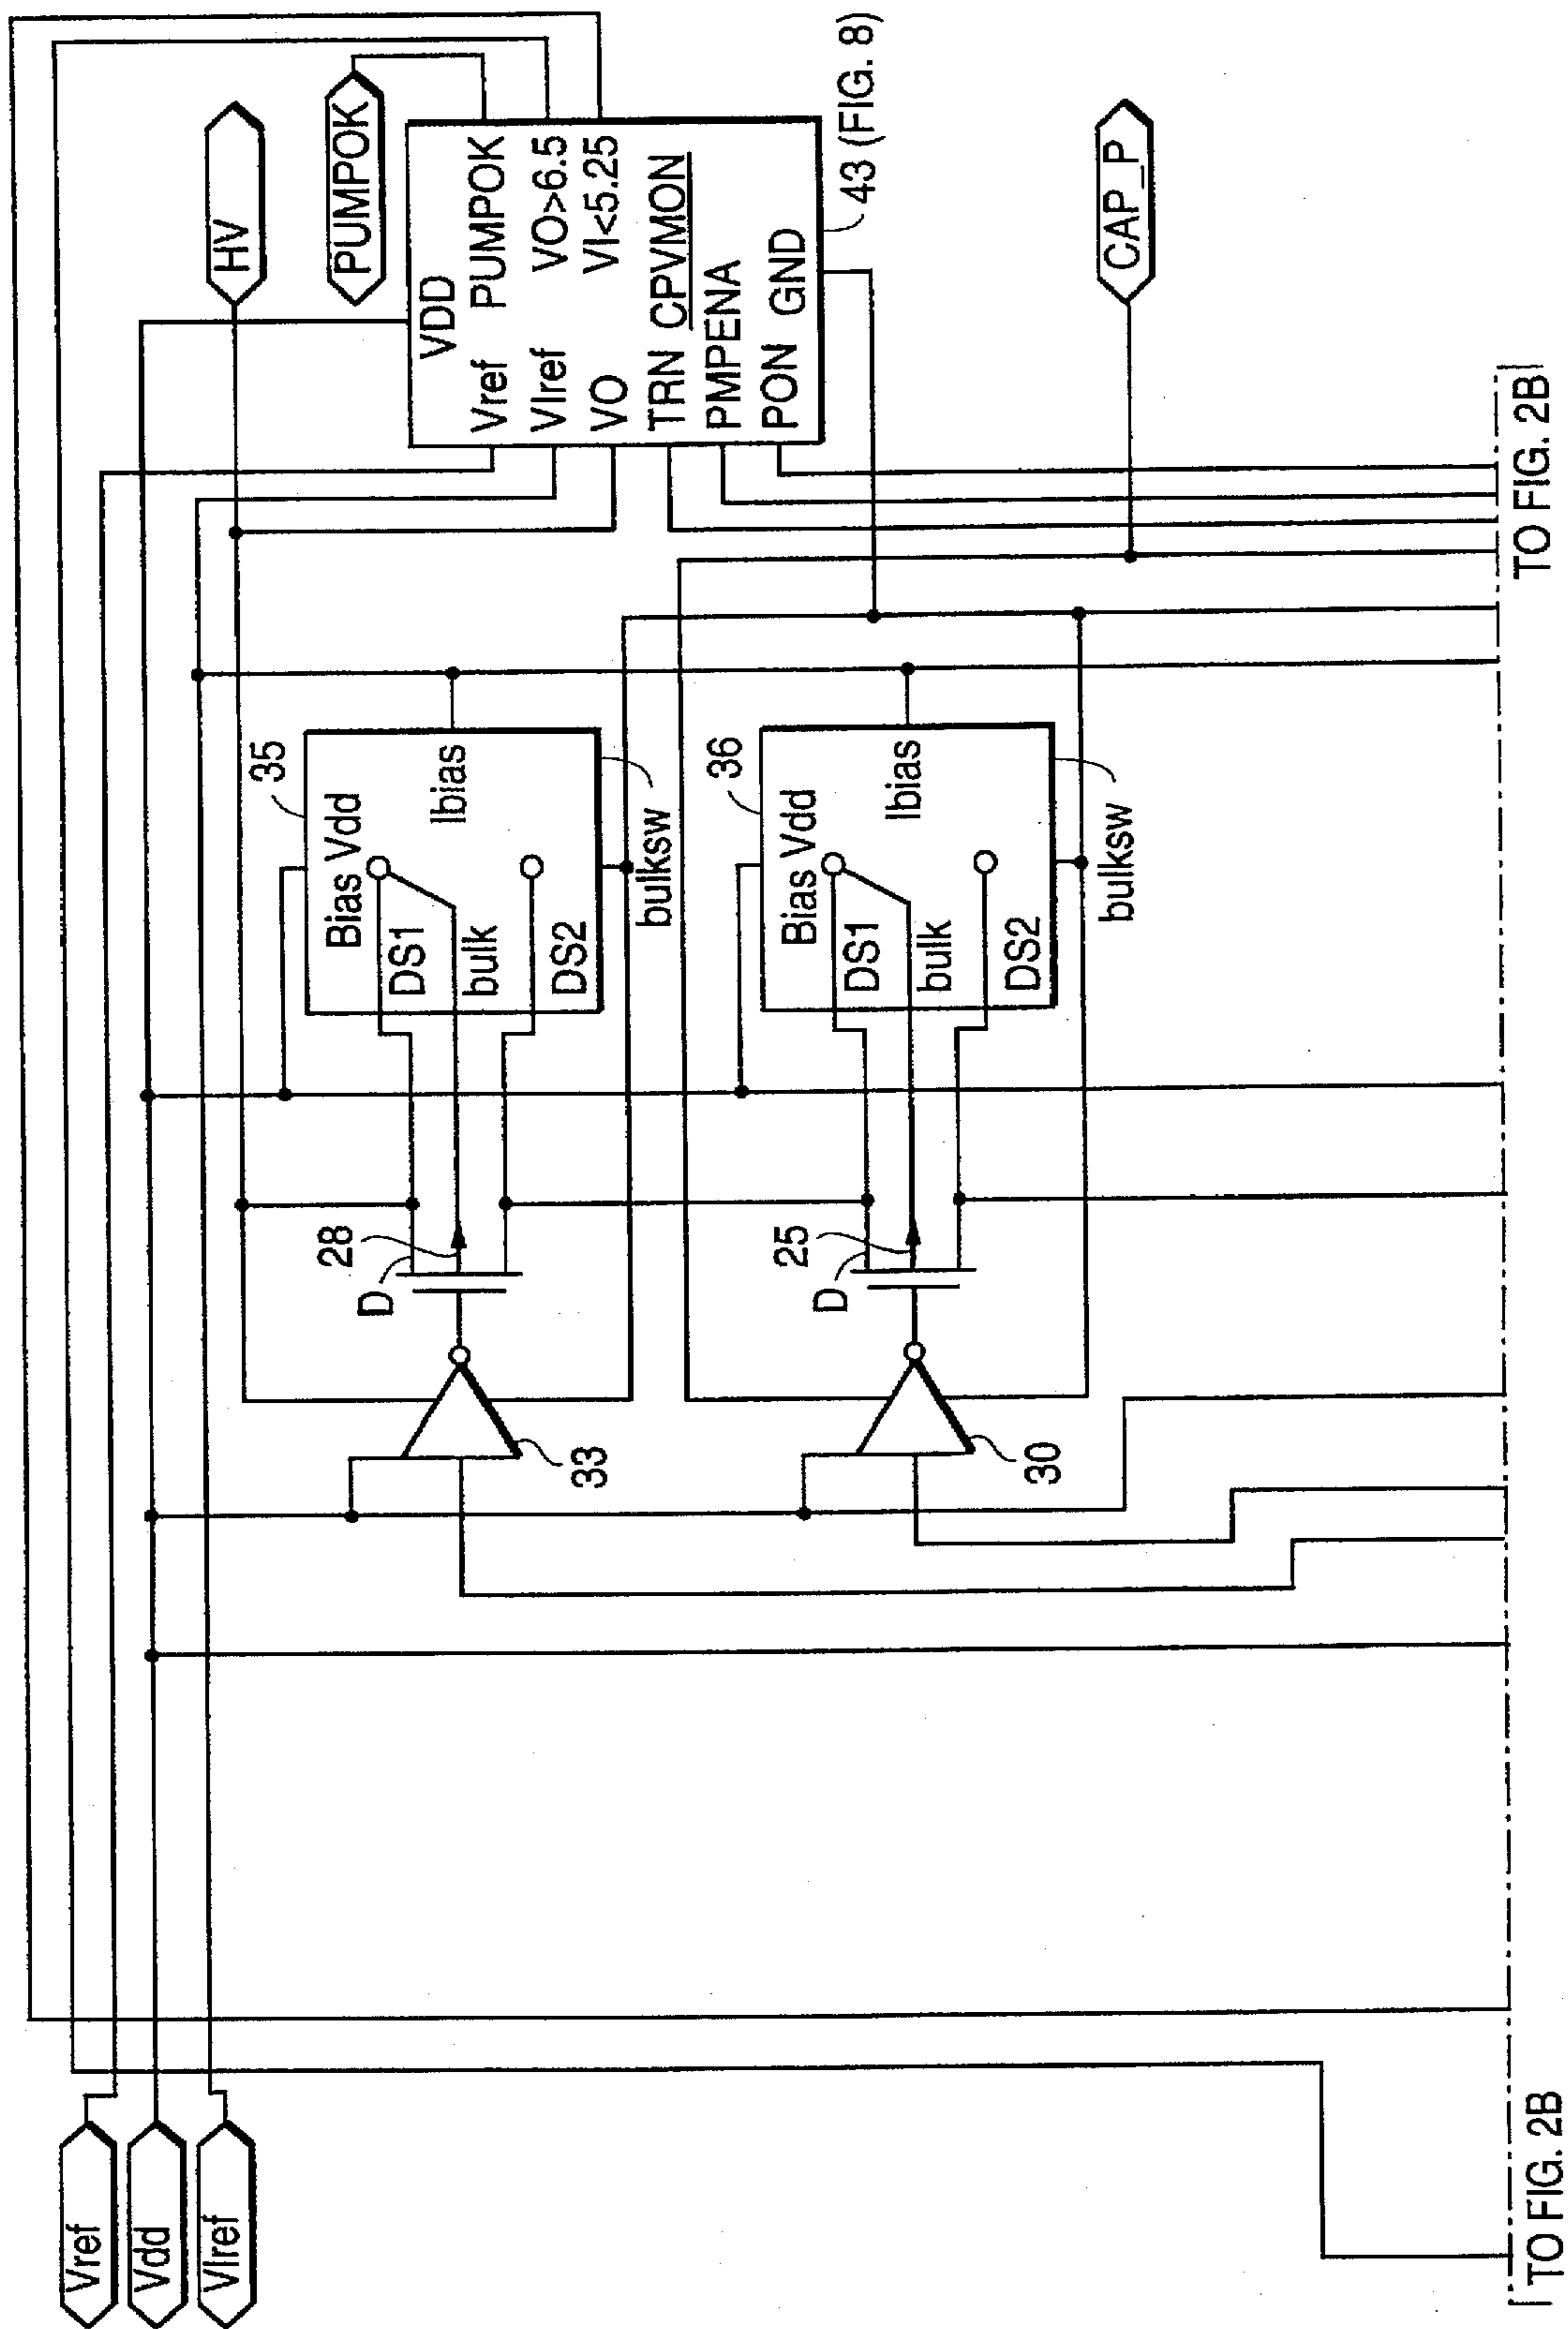 Vref
Vdd
VIref
HV
PUMPOK
VDD
Vref PUMPOK
VIref VO>6.5
VO VI<5.25
TRN CPVMON
PMPENA
PON GND
43 (FIG. 8)
CAP_P
33
28
D
35
Bias Vdd
DS1
bulk
Ibias
DS2
bulksw
30
25
D
36
Bias Vdd
DS1
bulk
Ibias
DS2
bulksw
TO FIG. 2B
TO FIG. 2B